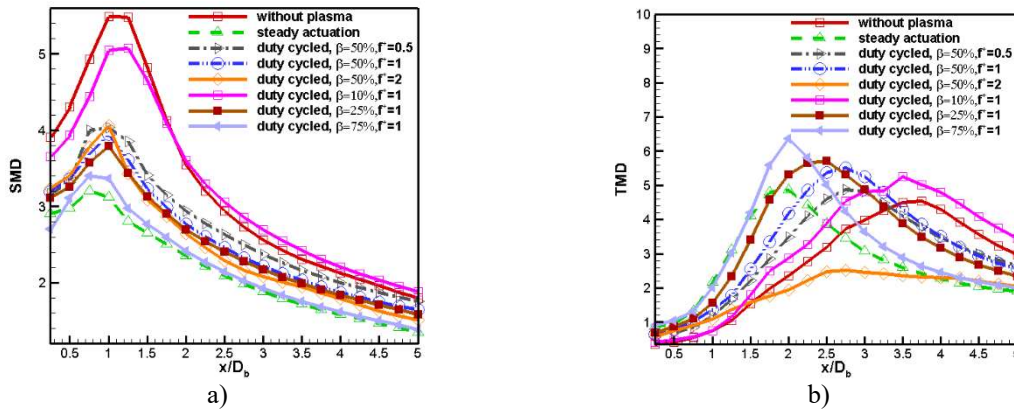 without plasma
steady actuation
duty cycled, β=50%,f⁺=0.5
duty cycled, β=50%,f⁺=1
duty cycled, β=50%,f⁺=2
duty cycled, β=10%,f⁺=1
duty cycled, β=25%,f⁺=1
duty cycled, β=75%,f⁺=1
5
4
3
2
SMD
0.5 1 1.5 2 2.5 3 3.5 4 4.5 5
x/D_b
a)
without plasma
steady actuation
duty cycled, β=50%,f⁺=0.5
duty cycled, β=50%,f⁺=1
duty cycled, β=50%,f⁺=2
duty cycled, β=10%,f⁺=1
duty cycled, β=25%,f⁺=1
duty cycled, β=75%,f⁺=1
10
9
8
7
6
5
4
3
2
1
TMD
0.5 1 1.5 2 2.5 3 3.5 4 4.5
x/D_b
b)